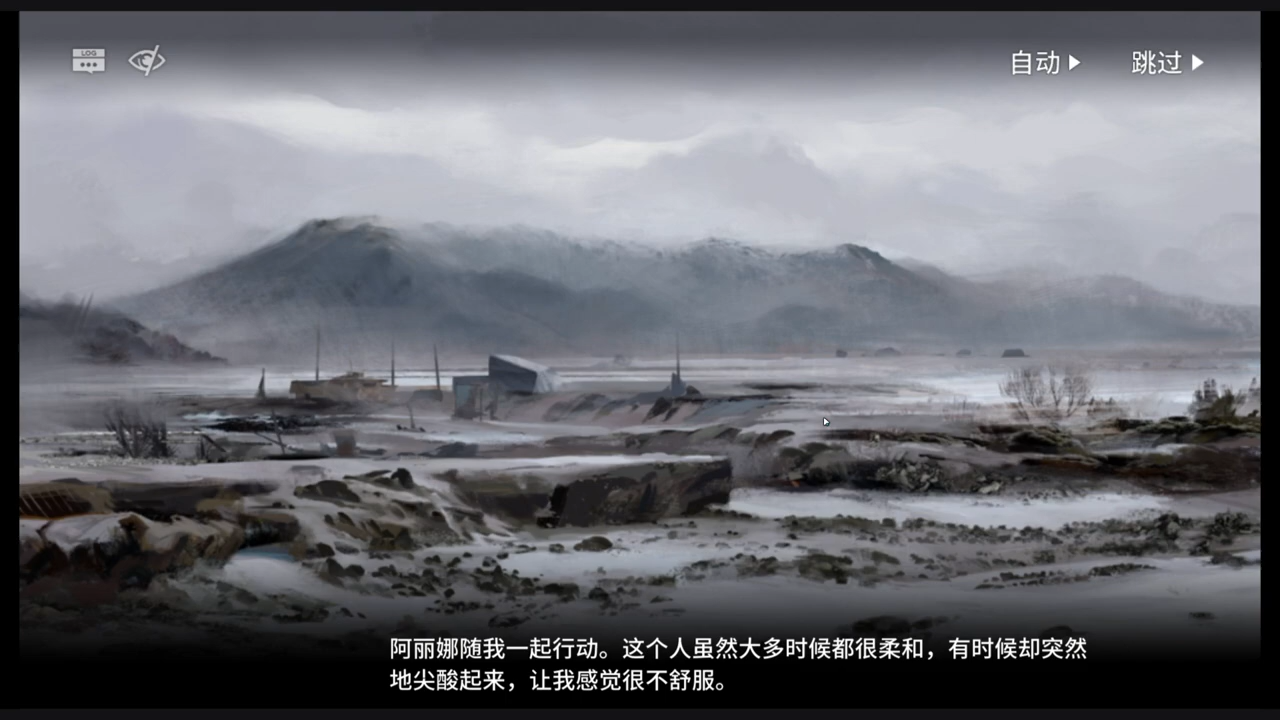 LOG
自动
跳过
阿丽娜随我一起行动。这个人虽然大多时候都很柔和，有时候却突然
地尖酸起来，让我感觉很不舒服。